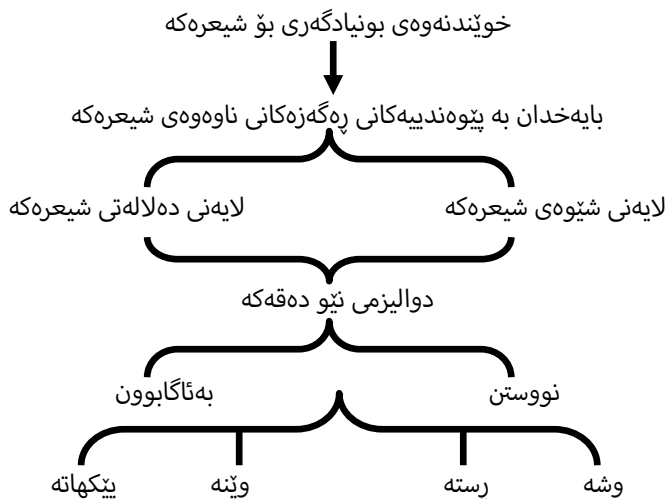 خوێندنەوەی بونیادگەری بۆ شیعرەکە
بایەخدان بە پێوەندییەکانی ڕەگەزەکانی ناوەوەی شیعرەکە
لایەنی شێوەی شیعرەکە
لایەنی دەلالەتی شیعرەکە
دوالیزمی نێو دەقەکە
نووستن
بەئاگابوون
وشە
رستە
وێنە
پێکهاتە